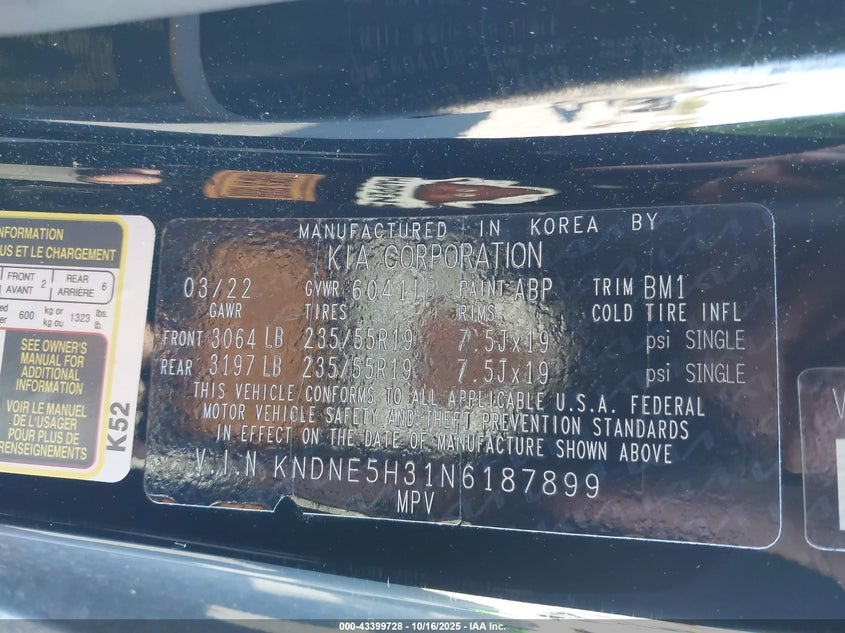 MANUFACTURED IN KOREA BY
KIA CORPORATION
03/22 GVWR 6041LB PAINT ABP TRIM BM1
GAWR TIRES RIMS COLD TIRE INFL
FRONT 3064 LB 235/55R19 7.5Jx19 psi SINGLE
REAR 3197 LB 235/55R19 7.5Jx19 psi SINGLE
THIS VEHICLE CONFORMS TO ALL APPLICABLE U.S.A. FEDERAL
MOTOR VEHICLE SAFETY AND THEFT PREVENTION STANDARDS
IN EFFECT ON THE DATE OF MANUFACTURE SHOWN ABOVE
V.I.N KNDNE5H31N6187899
MPV
INFORMATION
US ET LE CHARGEMENT
FRONT 2 REAR 6
AVANT ARRIÈRE
600 kg or 1323 lbs.
kg ou lb.
SEE OWNER'S
MANUAL FOR
ADDITIONAL
INFORMATION
VOIR LE MANUEL
DE L'USAGER
POUR PLUS DE
RENSEIGNEMENTS
K52
V
000-43399728 - 10/16/2025 - IAA Inc.